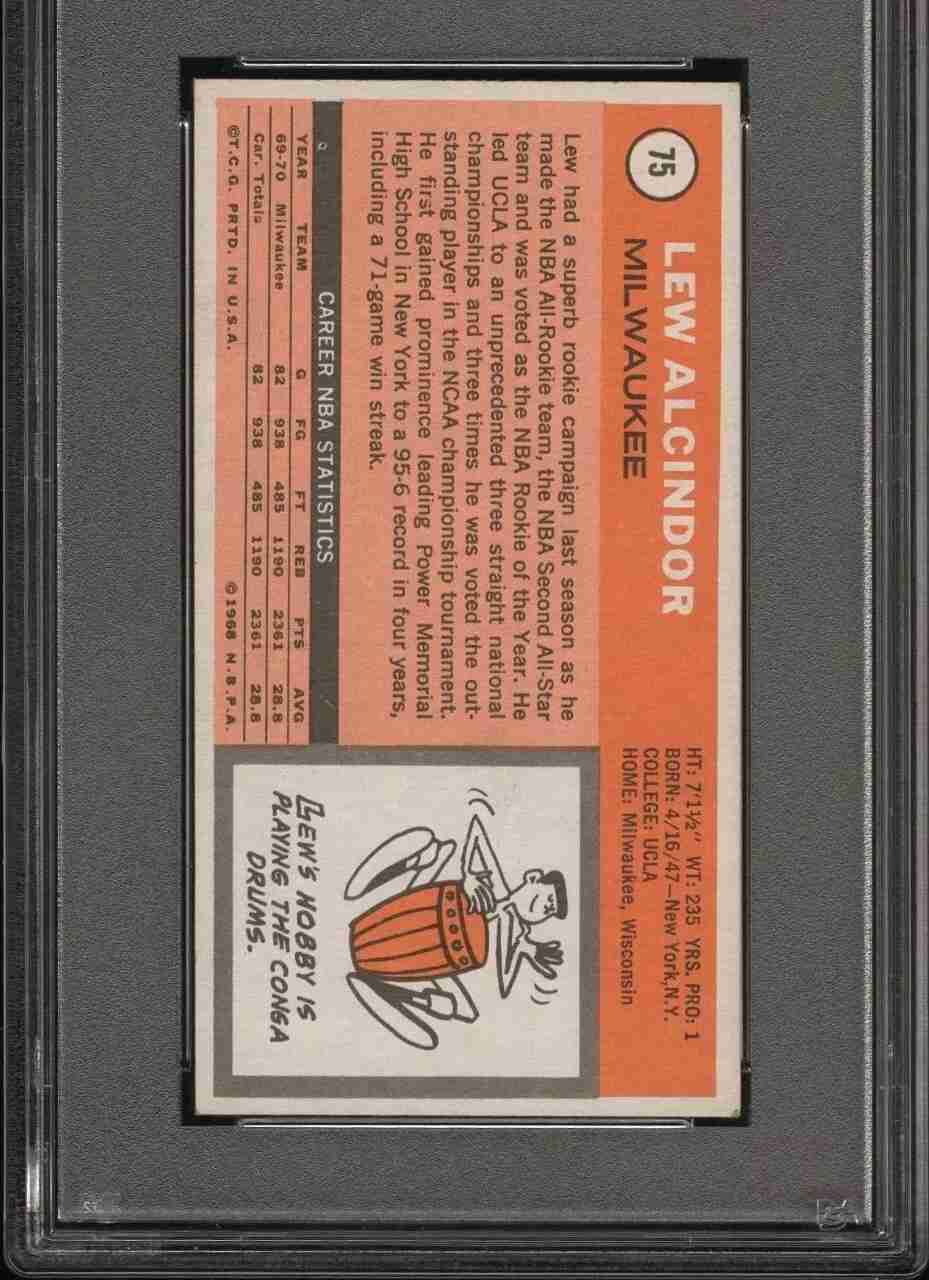 75
LEW ALCINDOR
MILWAUKEE
HT: 7'1½" WT: 235 YRS. PRO: 1
BORN: 4/16/47—New York, N.Y.
COLLEGE: UCLA
HOME: Milwaukee, Wisconsin
Lew had a superb rookie campaign last season as he
made the NBA All-Rookie team, the NBA Second All-Star
team and was voted as the NBA Rookie of the Year. He
led UCLA to an unprecedented three straight national
championships and three times he was voted the out-
standing player in the NCAA championship tournament.
He first gained prominence leading Power Memorial
High School in New York to a 95-6 record in four years,
including a 71-game win streak.
CAREER NBA STATISTICS
YEAR TEAM G FG FT REB PTS AVG
69-70 Milwaukee 82 938 485 1190 2361 28.8
Car. Totals 82 938 485 1190 2361 28.8
©T.C.G. PRTD. IN U.S.A. ©1968 N.B.P.A.
LEW'S HOBBY IS
PLAYING THE CONGA
DRUMS.